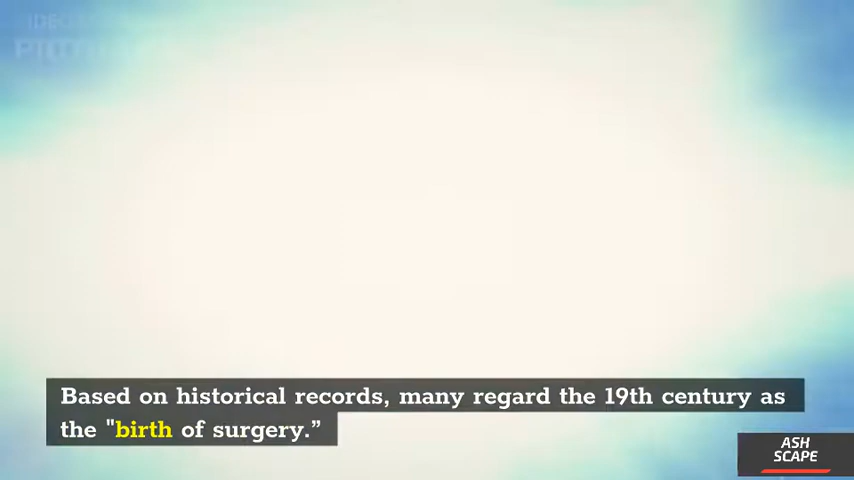 Based on historical records, many regard the 19th century as
the "birth of surgery.”
ASH
SCAPE